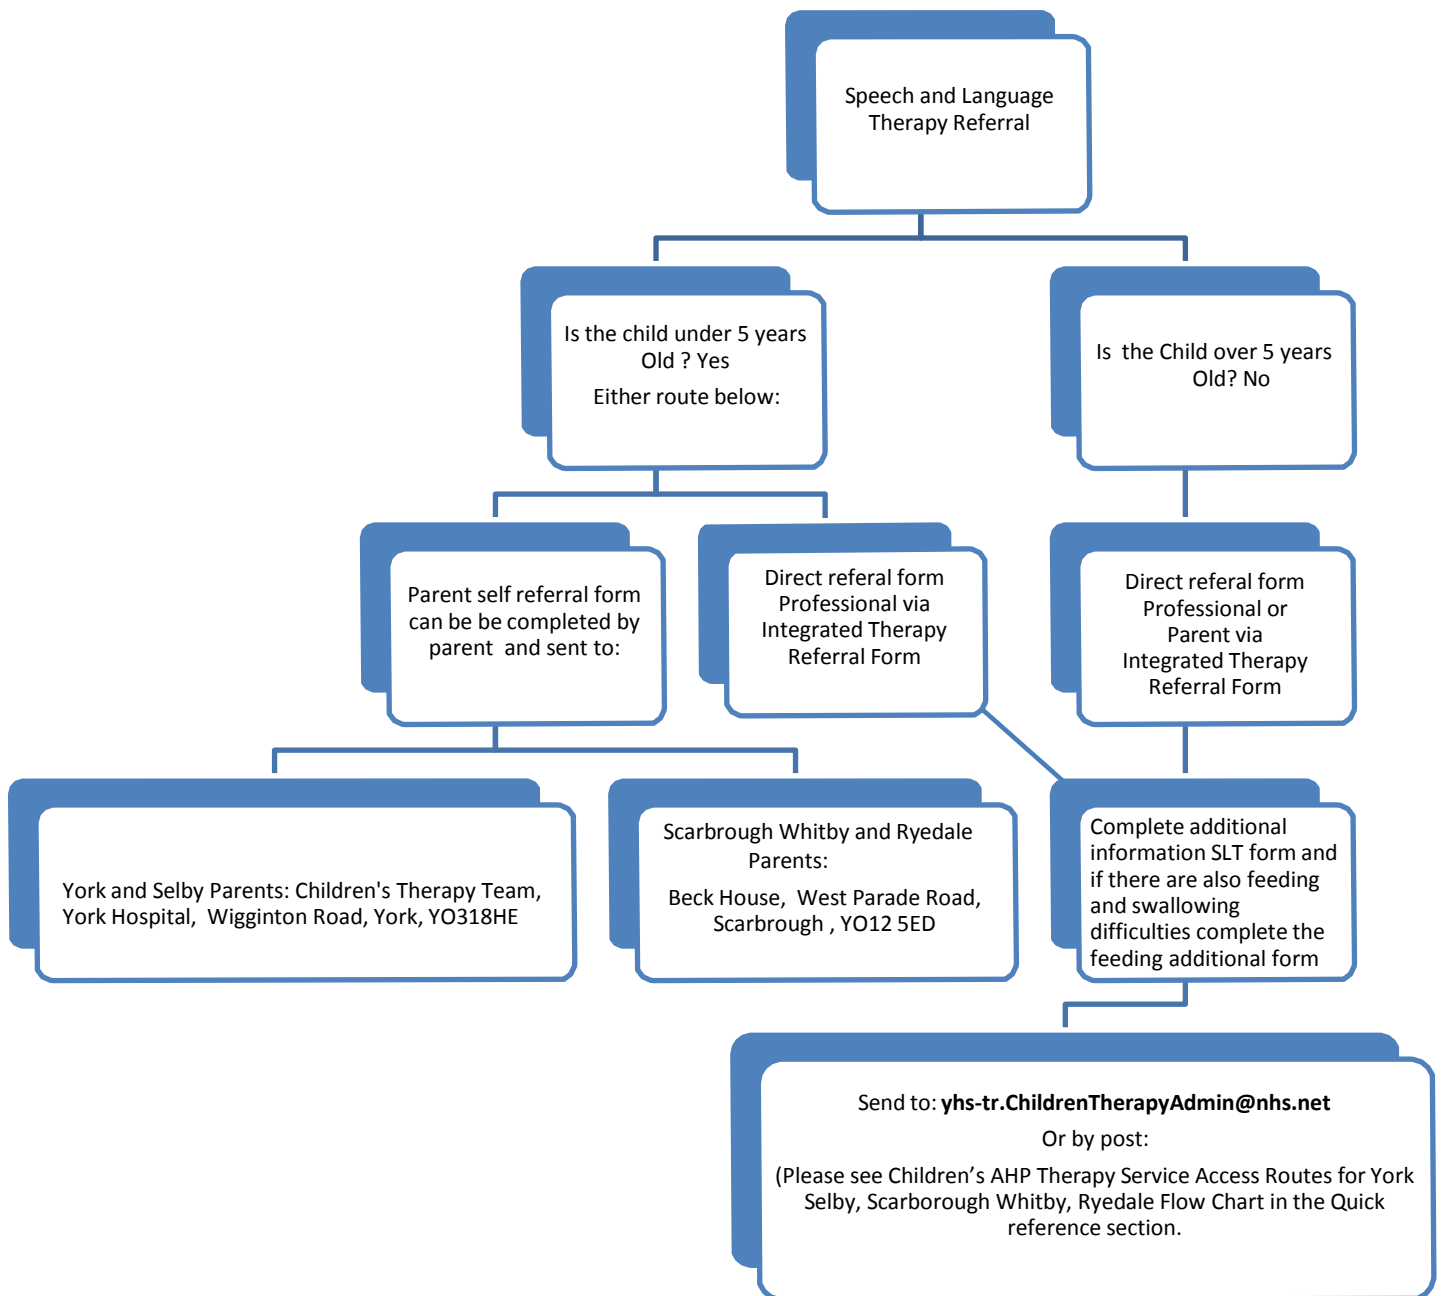 Speech and Language
Therapy Referral
Is the child under 5 years
Old ? Yes
Either route below:
Is  the Child over 5 years
Old? No
Parent self referral form
can be be completed by
parent  and sent to:
Direct referal form
Professional via
Integrated Therapy
Referral Form
Direct referal form
Professional or
Parent via
Integrated Therapy
Referral Form
York and Selby Parents: Children's Therapy Team,
York Hospital,  Wigginton Road, York, YO318HE
Scarbrough Whitby and Ryedale
Parents:
Beck House,  West Parade Road,
Scarbrough , YO12 5ED
Complete additional
information SLT form and
if there are also feeding
and swallowing
difficulties complete the
feeding additional form
Send to: yhs-tr.ChildrenTherapyAdmin@nhs.net
Or by post:
(Please see Children’s AHP Therapy Service Access Routes for York
Selby, Scarborough Whitby, Ryedale Flow Chart in the Quick
reference section.